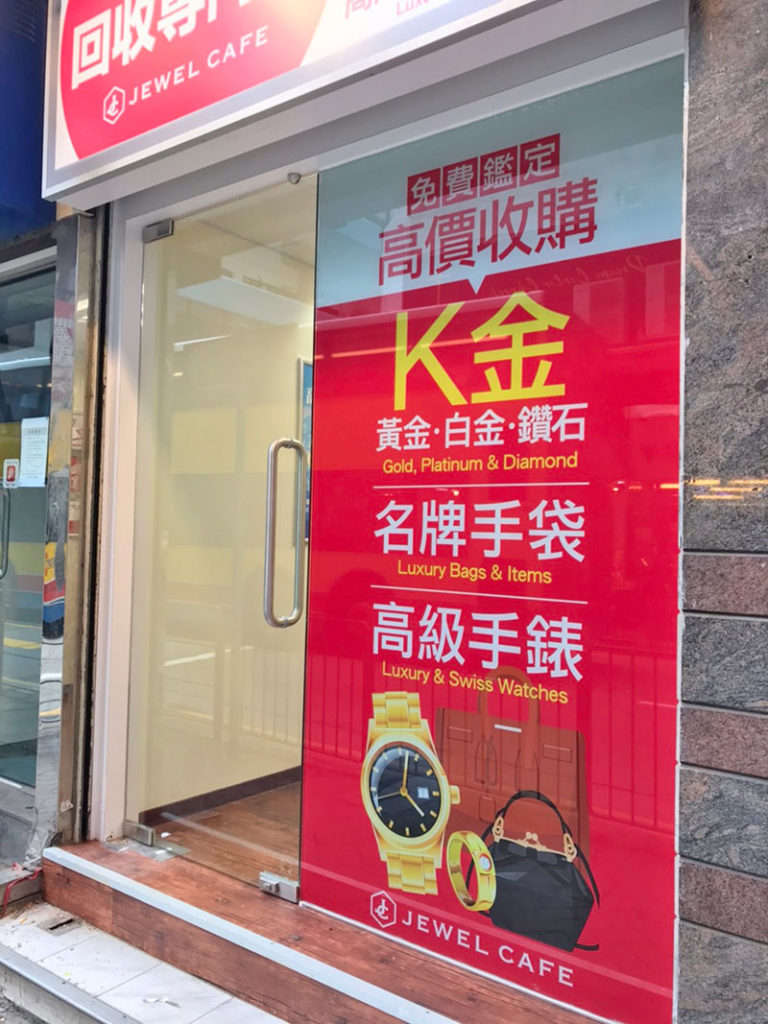 回收專門
JEWEL CAFE
免費鑑定
高價收購
K金
黃金·白金·鑽石
Gold, Platinum & Diamond
名牌手袋
Luxury Bags & Items
高級手錶
Luxury & Swiss Watches
JEWEL CAFE